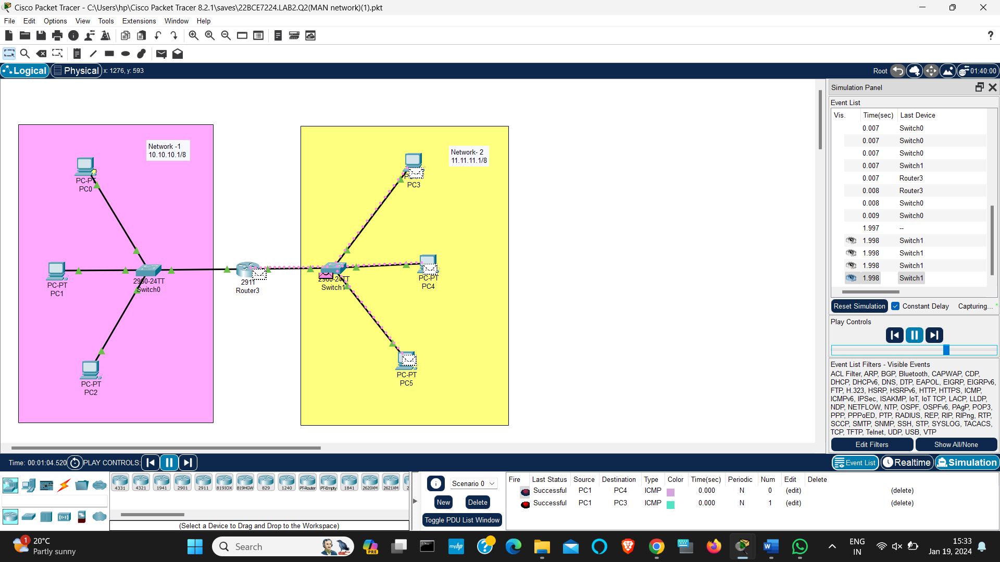 Cisco Packet Tracer - C:\Users\hp\Cisco Packet Tracer 8.2.1\saves\22BCE7224.LAB2.Q2(MAN network)(1).pkt
File Edit Options View Tools Extensions Window Help
Logical Physical x: 1276, y: 593
Root 01:40:00
Simulation Panel
Event List
Vis. Time(sec) Last Device
0.007 Switch0
0.007 Switch0
0.007 Switch0
0.007 Switch1
0.007 Router3
0.008 Router3
0.008 Switch0
0.009 Switch0
1.997 --
1.998 Switch1
1.998 Switch1
1.998 Switch1
1.998 Switch1
Reset Simulation Constant Delay Capturing...
Play Controls
Event List Filters - Visible Events
ACL Filter, ARP, BGP, Bluetooth, CAPWAP, CDP,
DHCP, DHCPv6, DNS, DTP, EAPOL, EIGRP, EIGRPv6,
FTP, H.323, HSRP, HSRPv6, HTTP, HTTPS, ICMP,
ICMPv6, IPSec, ISAKMP, IoT, IoT TCP, LACP, LLDP,
NDP, NETFLOW, NTP, OSPF, OSPFv6, PAgP, POP3,
PPP, PPPoED, PTP, RADIUS, REP, RIP, RIPng, RTP,
SCCP, SMTP, SNMP, SSH, STP, SYSLOG, TACACS,
TCP, TFTP, Telnet, UDP, USB, VTP
Edit Filters Show All/None
Network -1
10.10.10.1/8
PC-PT
PC0
PC-PT
PC1
2960-24TT
Switch0
PC-PT
PC2
2911
Router3
Network- 2
11.11.11.1/8
PC3
2960-24TT
Switch1
PC-PT
PC4
PC-PT
PC5
Time: 00:01:04.520 PLAY CONTROLS:
Event List Realtime Simulation
4331 4321 1941 2901 2911 819IOX 819HGW 829 1240 PT-Router PT-Empty 1841 2620XM 2621XM
(Select a Device to Drag and Drop to the Workspace)
Scenario 0
New Delete
Toggle PDU List Window
Fire Last Status Source Destination Type Color Time(sec) Periodic Num Edit Delete
Successful PC1 PC4 ICMP 0.000 N 0 (edit) (delete)
Successful PC1 PC3 ICMP 0.000 N 1 (edit) (delete)
1
20°C
Partly sunny
Search
PRE
myhp
ENG
IN
15:33
Jan 19, 2024